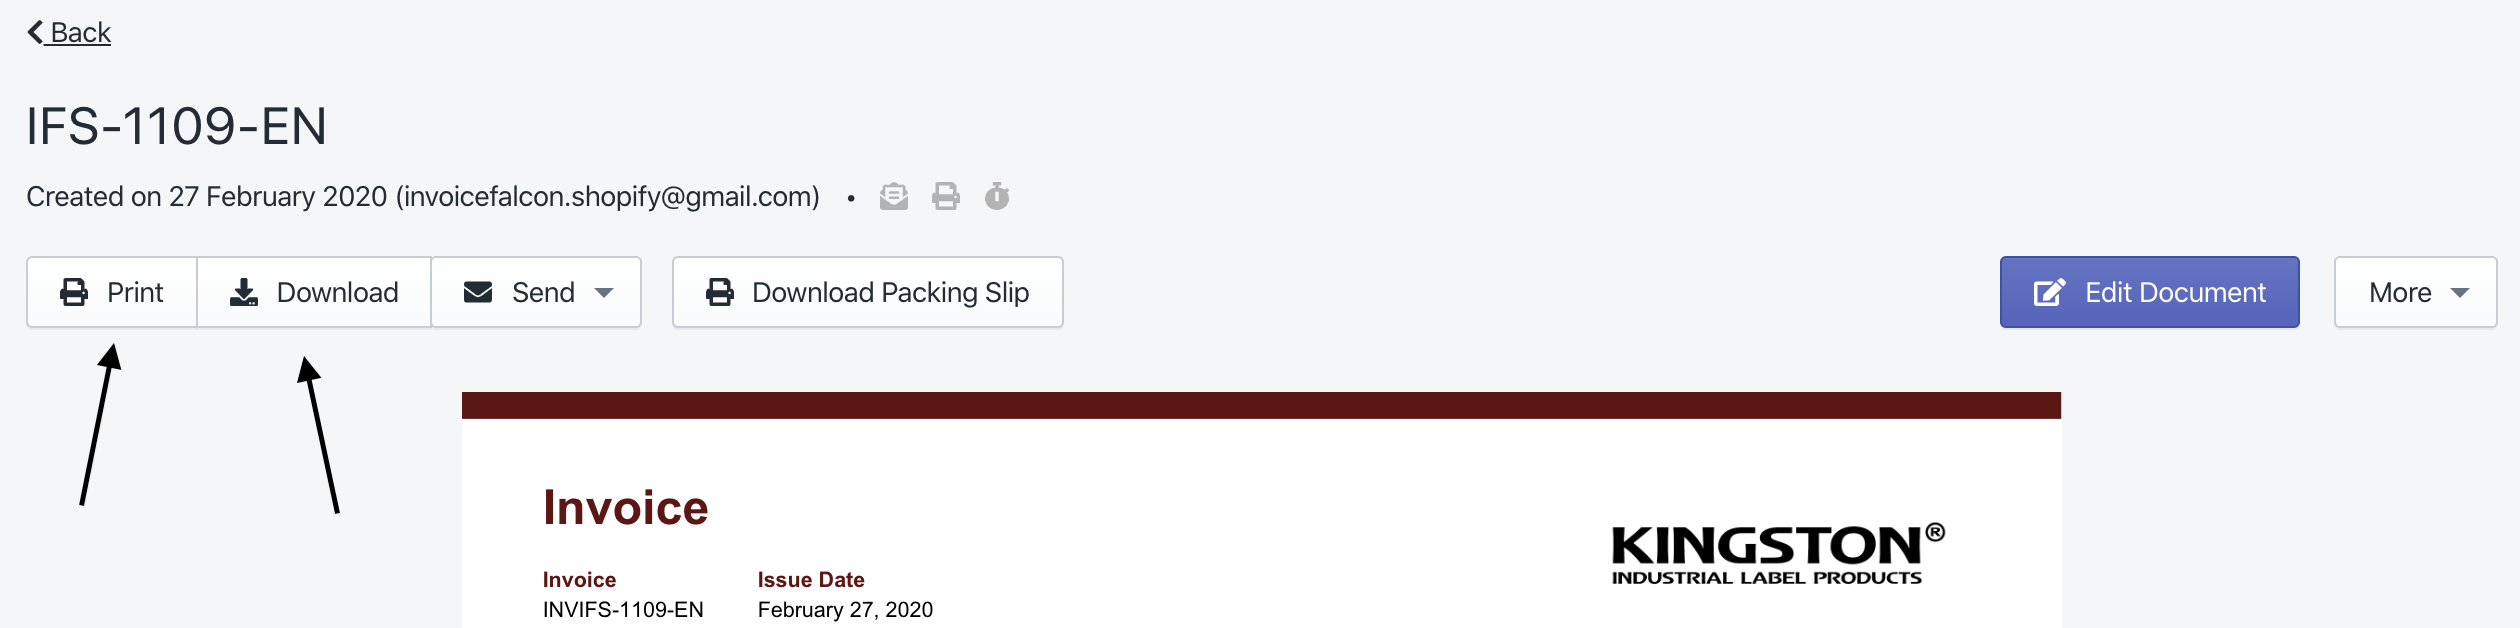 Back
IFS-1109-EN
Created on 27 February 2020 (invoicefalcon.shopify@gmail.com) •
Print Download Send Download Packing Slip Edit Document More
Invoice
KINGSTON®
INDUSTRIAL LABEL PRODUCTS
Invoice Issue Date
INVIFS-1109-EN February 27, 2020